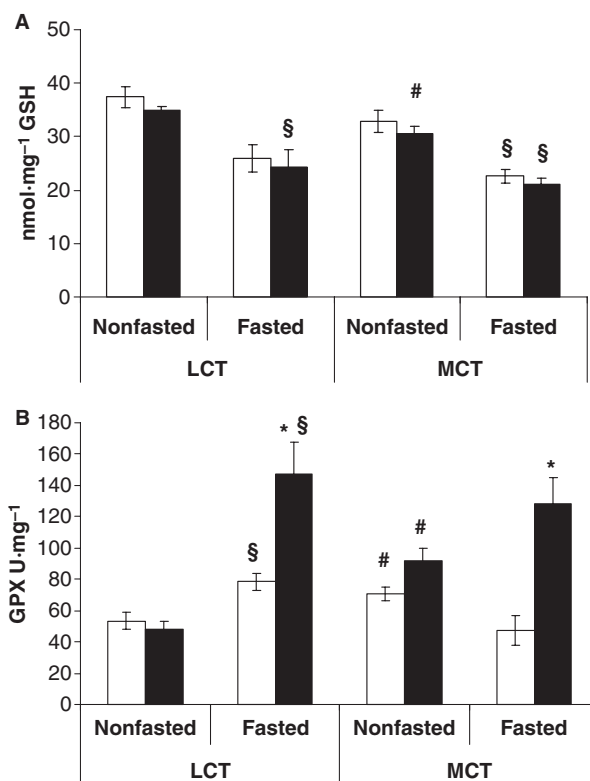 A
nmol·mg⁻¹ GSH
50
40
30
20
10
0
§
#
§ §
Nonfasted Fasted Nonfasted Fasted
LCT MCT
B
GPX U·mg⁻¹
180
160
140
120
100
80
60
40
20
0
* §
§
# #
*
Nonfasted Fasted Nonfasted Fasted
LCT MCT